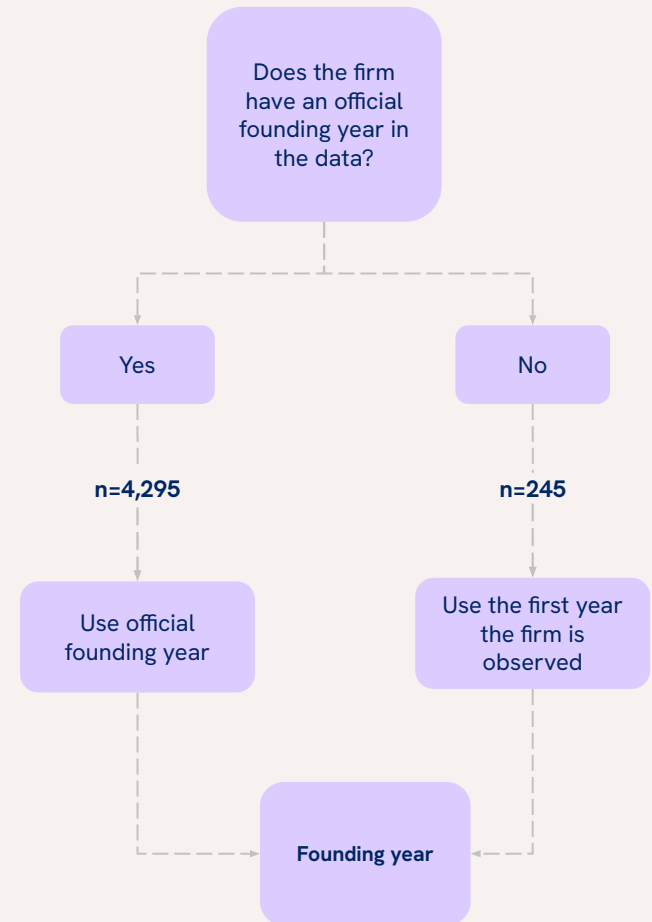 Does the firm
have an official
founding year in
the data?
Yes
No
n=4,295
n=245
Use official
founding year
Use the first year
the firm is
observed
Founding year